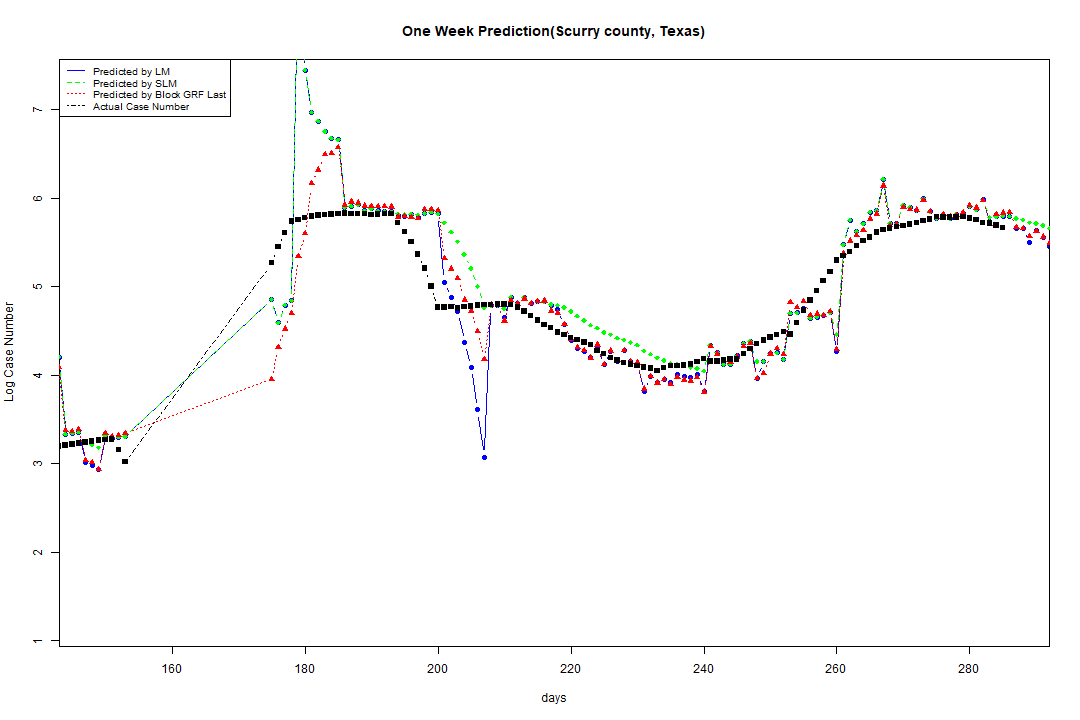 One Week Prediction(Scurry county, Texas)
Predicted by LM
Predicted by SLM
Predicted by Block GRF Last
Actual Case Number
Log Case Number
7
6
5
4
3
2
1
160 180 200 220 240 260 280
days